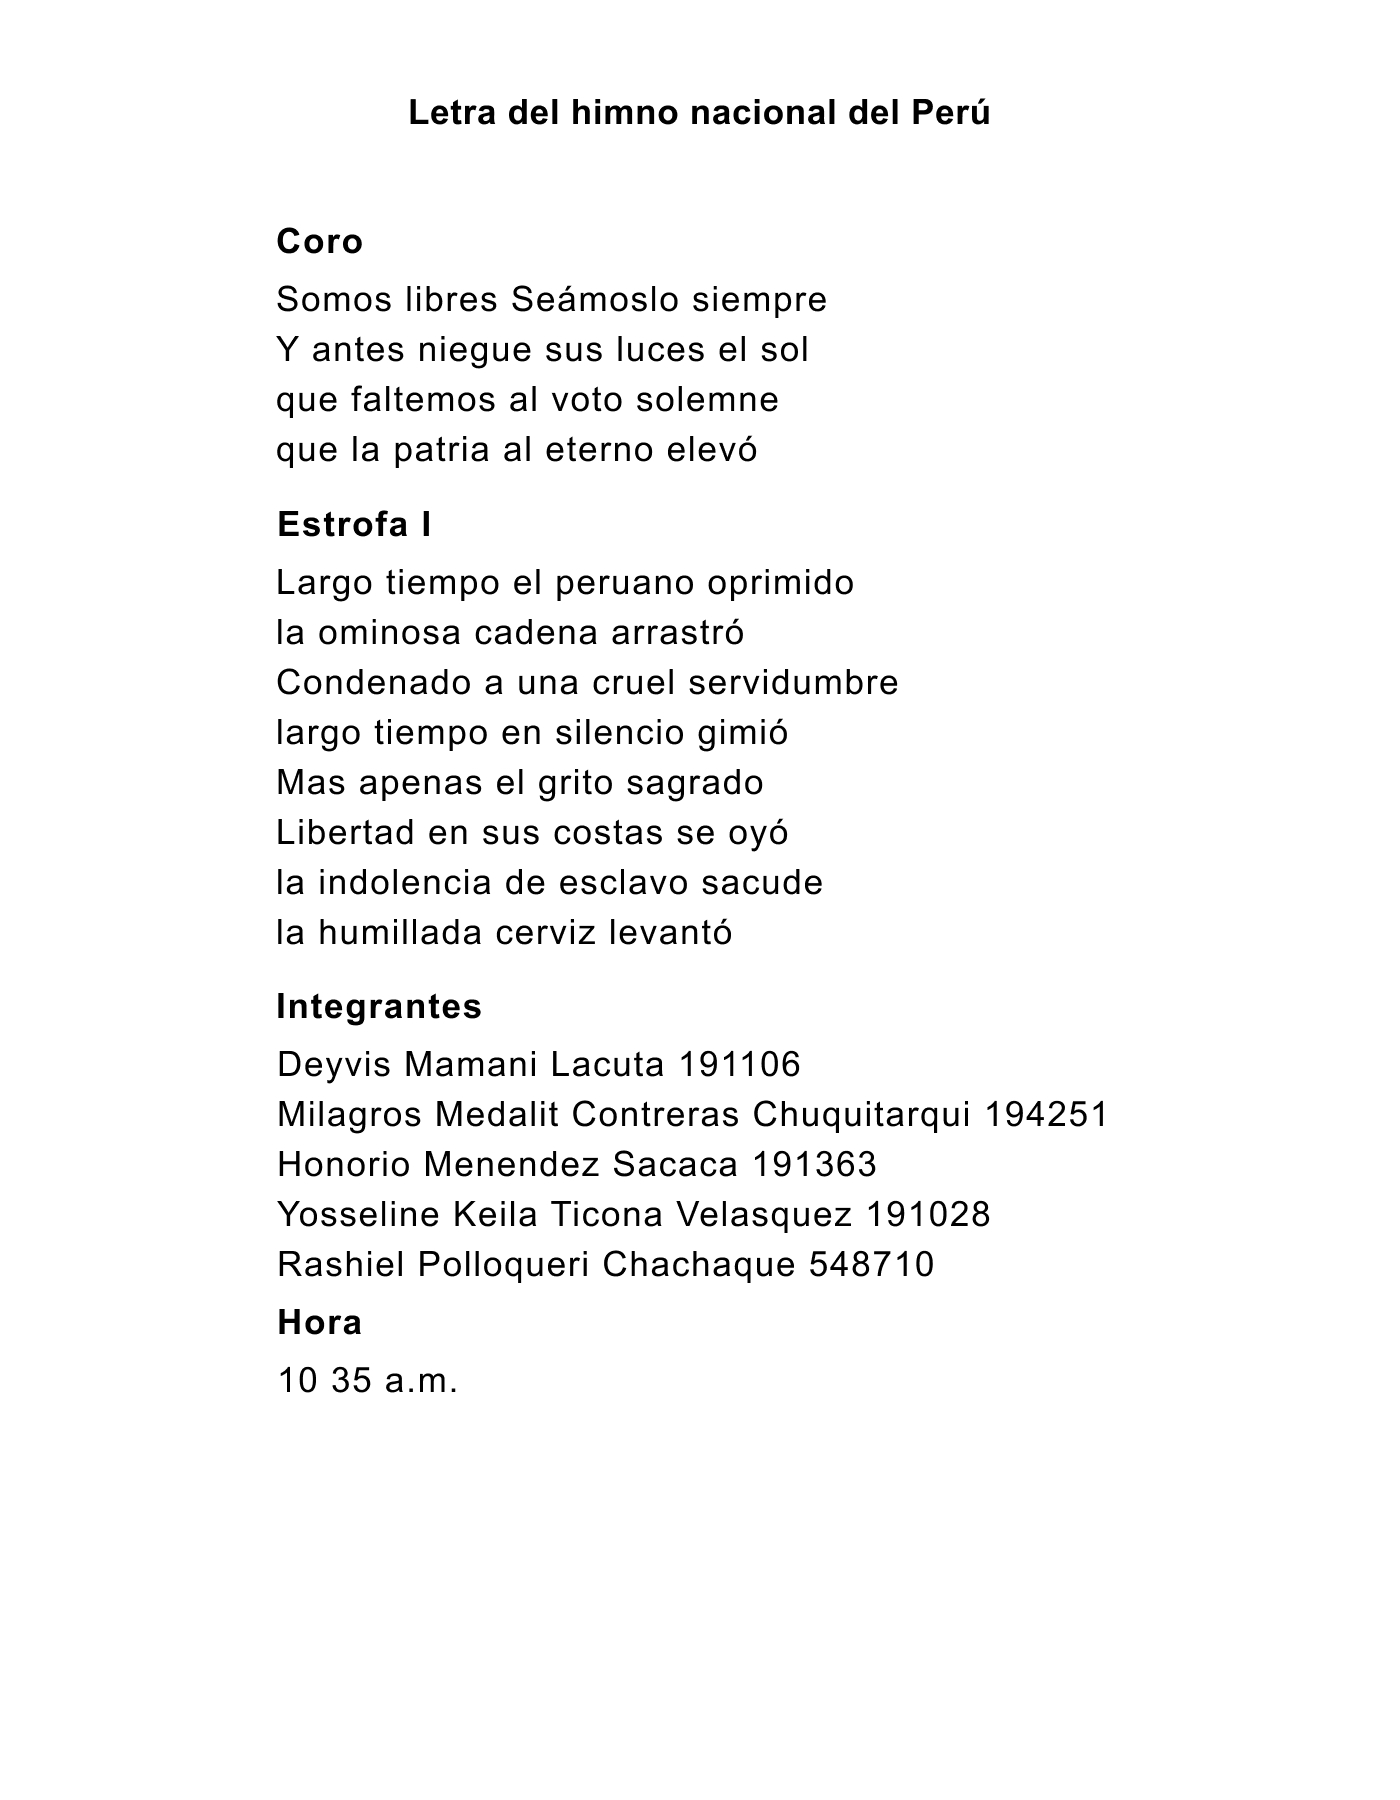 Letra del himno nacional del Perú
Coro
Somos libres Seámoslo siempre
Y antes niegue sus luces el sol
que faltemos al voto solemne
que la patria al eterno elevó
Estrofa I
Largo tiempo el peruano oprimido
la ominosa cadena arrastró
Condenado a una cruel servidumbre
largo tiempo en silencio gimió
Mas apenas el grito sagrado
Libertad en sus costas se oyó
la indolencia de esclavo sacude
la humillada cerviz levantó
Integrantes
Deyvis Mamani Lacuta 191106
Milagros Medalit Contreras Chuquitarqui 194251
Honorio Menendez Sacaca 191363
Yosseline Keila Ticona Velasquez 191028
Rashiel Polloqueri Chachaque 548710
Hora
10 35 a.m.